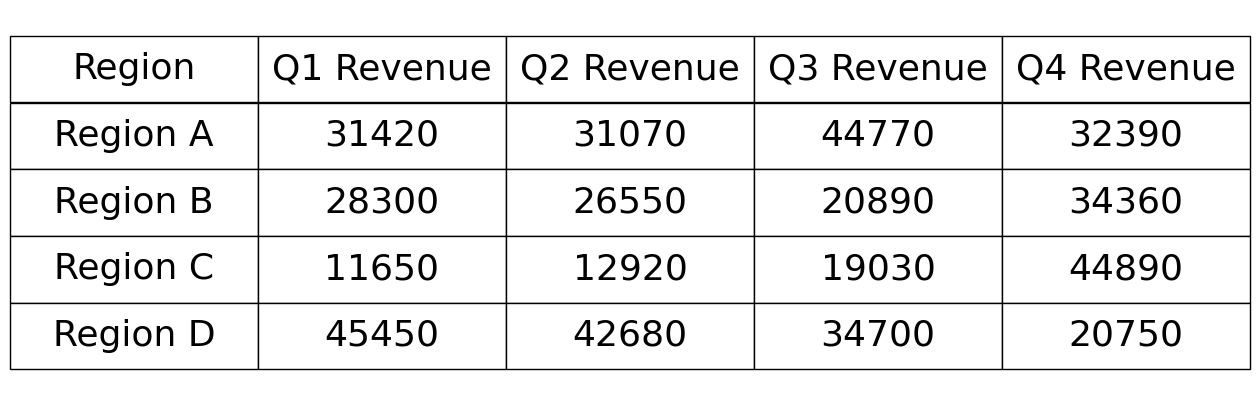 Region Q1 Revenue Q2 Revenue Q3 Revenue Q4 Revenue
Region A 31420 31070 44770 32390
Region B 28300 26550 20890 34360
Region C 11650 12920 19030 44890
Region D 45450 42680 34700 20750